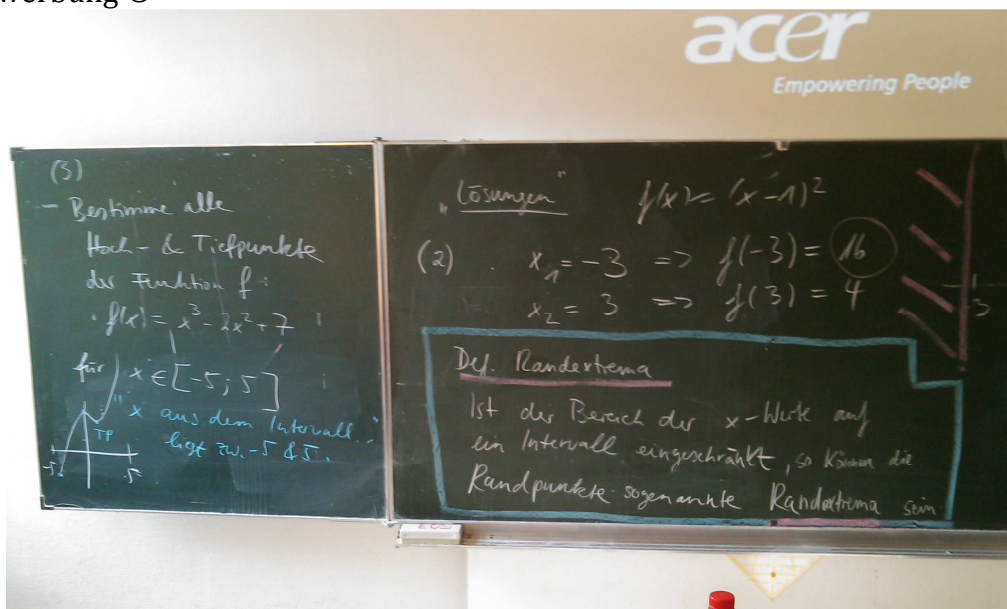 acer
Empowering People
(3)
- Bestimme alle
Hoch- & Tiefpunkte
der Funktion f:
f(x) = x³ - 2x² + 7
für x ∈ [-5; 5]
"x aus dem Intervall"
liegt zw. -5 & 5.
TP
-5
5
"Lösungen"
f(x) = (x-1)²
(2)
x₁ = -3 => f(-3) = 16
x₂ = 3 => f(3) = 4
3
Def. Randextrema
Ist der Bereich der x-Werte auf
ein Intervall eingeschränkt, so können die
Randpunkte sogenannte Randextrema sein